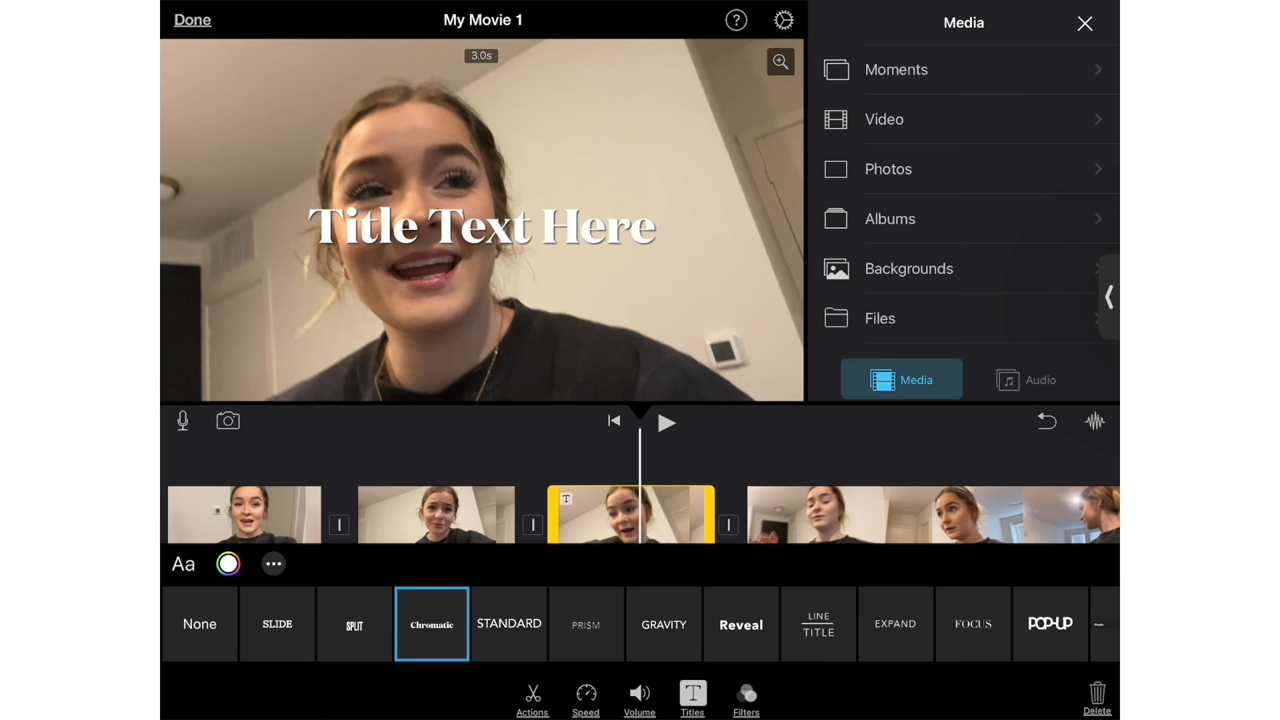 Done
My Movie 1
3.0s
Title Text Here
Media
Moments
Video
Photos
Albums
Backgrounds
Files
Media
Audio
T
Aa
None
SLIDE
SPLIT
Chromatic
STANDARD
PRISM
GRAVITY
Reveal
LINE
TITLE
EXPAND
FOCUS
POP-UP
Actions
Speed
Volume
T
Titles
Filters
Delete